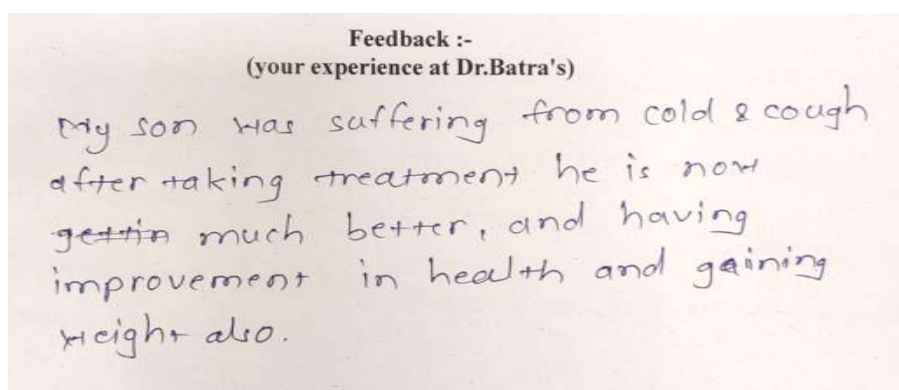 Feedback :-
(your experience at Dr.Batra's)
My son was suffering from cold & cough
after taking treatment he is now
gettin much better, and having
improvement in health and gaining
weight also.